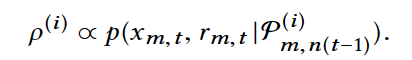 ρ^{(i)} ∝ p(x_{m,t}, r_{m,t} | 𝒫^{(i)}_{m,n(t−1)}).